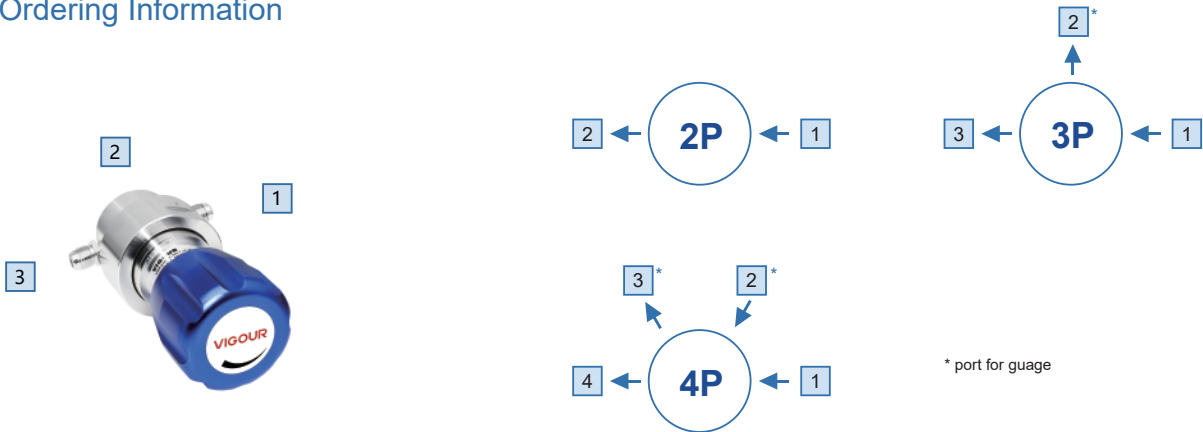 Ordering Information
2 *
2
2P
1
3
3P
1
2
1
3
VIGOUR
3 *
2 *
4
4P
1
* port for guage